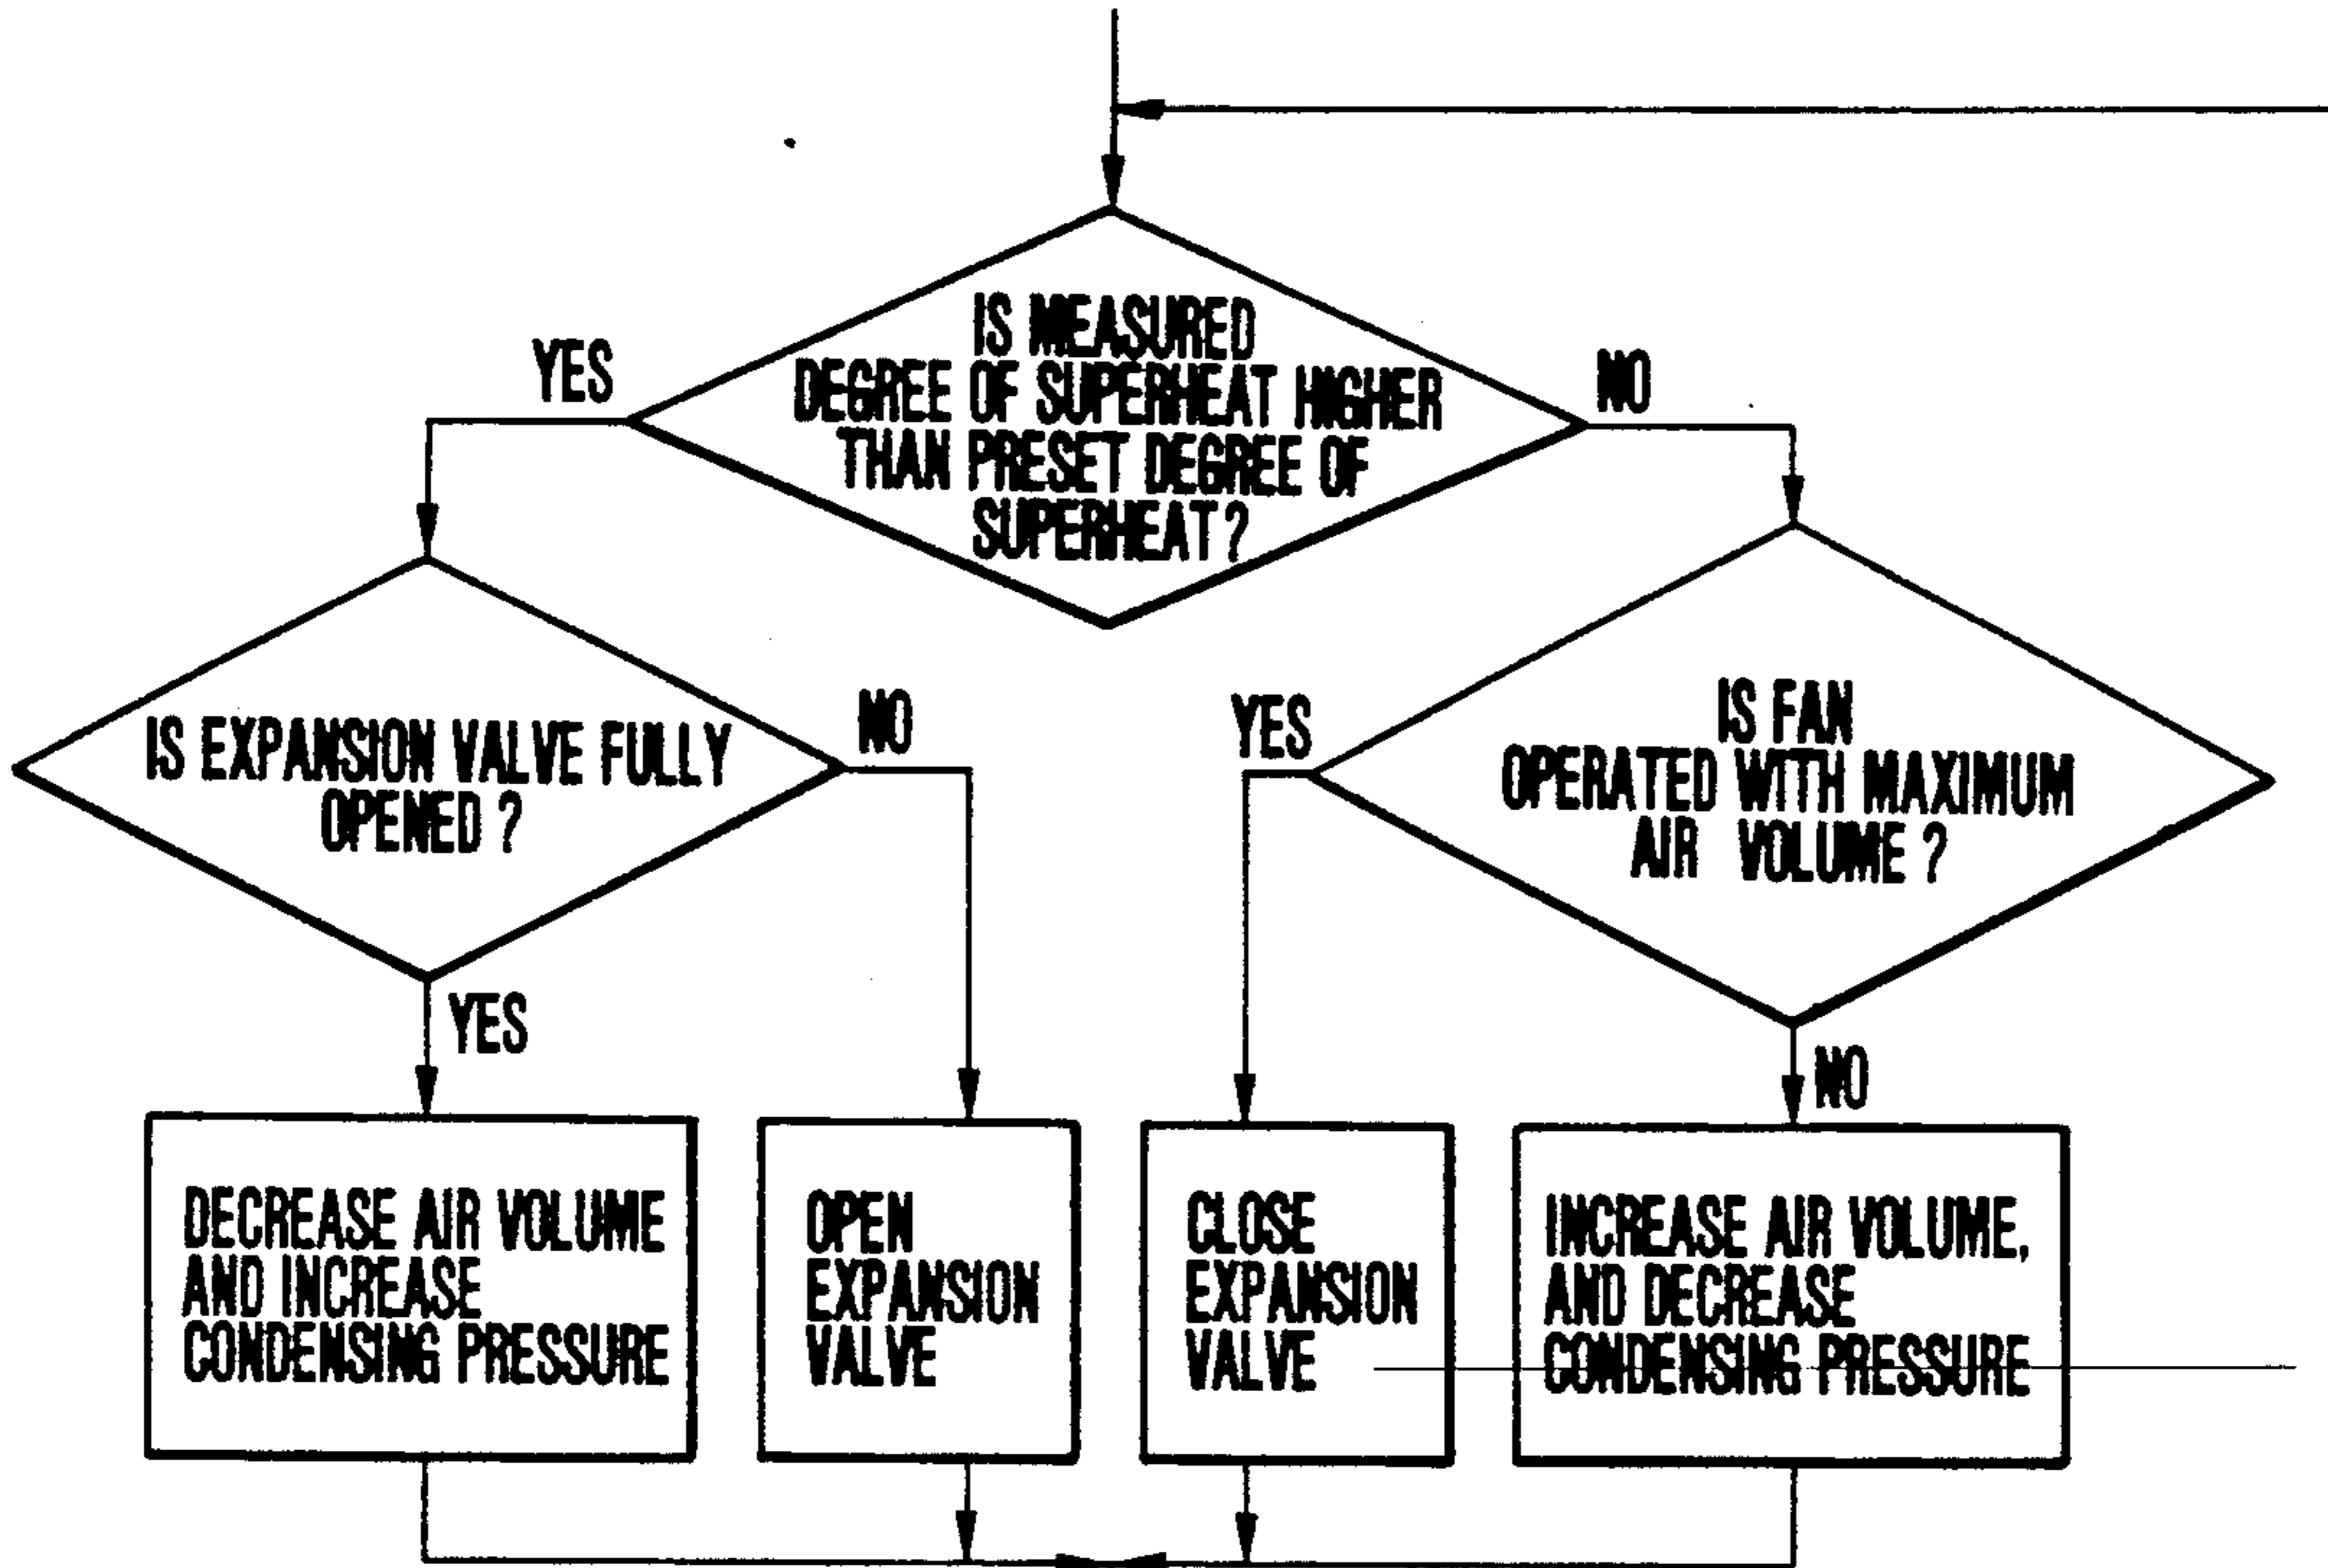 IS MEASURED
DEGREE OF SUPERHEAT HIGHER
THAN PRESET DEGREE OF
SUPERHEAT?
YES
NO
IS EXPANSION VALVE FULLY
OPENED ?
NO
YES
YES
IS FAN
OPERATED WITH MAXIMUM
AIR VOLUME ?
NO
DECREASE AIR VOLUME
AND INCREASE
CONDENSING PRESSURE
OPEN
EXPANSION
VALVE
CLOSE
EXPANSION
VALVE
INCREASE AIR VOLUME,
AND DECREASE
CONDENSING PRESSURE